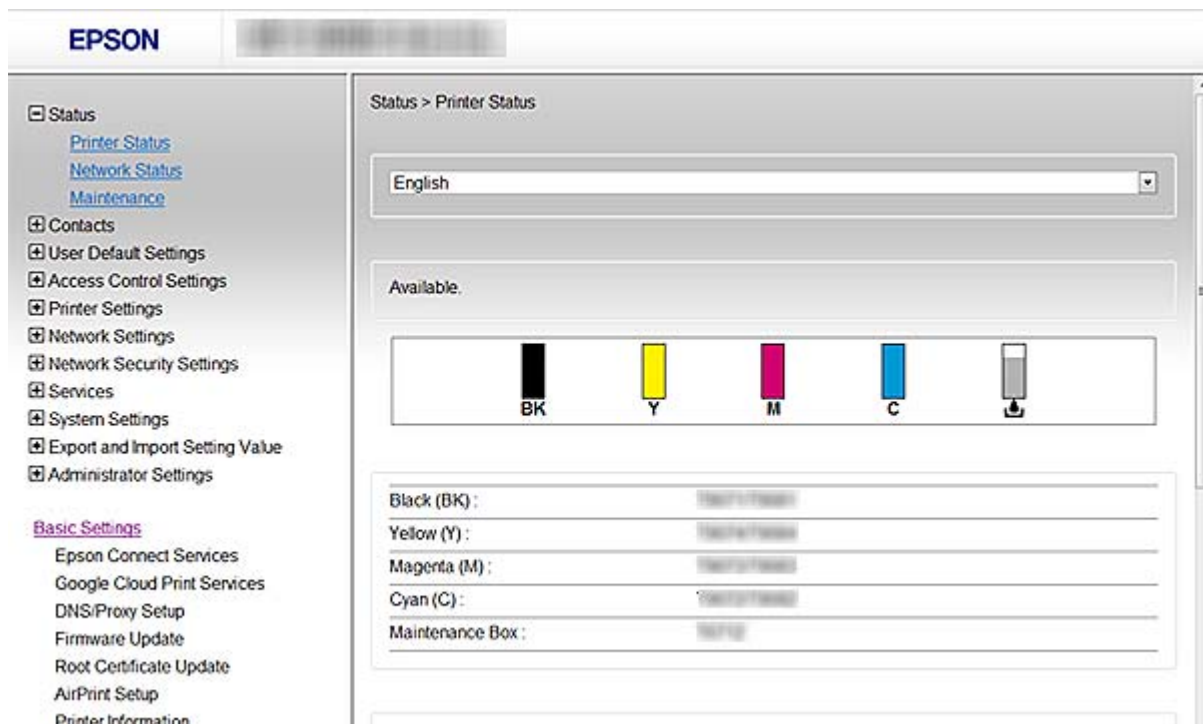 EPSON
Status
Printer Status
Network Status
Maintenance
Contacts
User Default Settings
Access Control Settings
Printer Settings
Network Settings
Network Security Settings
Services
System Settings
Export and Import Setting Value
Administrator Settings
Basic Settings
Epson Connect Services
Google Cloud Print Services
DNS/Proxy Setup
Firmware Update
Root Certificate Update
AirPrint Setup
Printer Information
Status > Printer Status
English
Available.
BK Y M C
Black (BK) :
Yellow (Y) :
Magenta (M) :
Cyan (C) :
Maintenance Box :